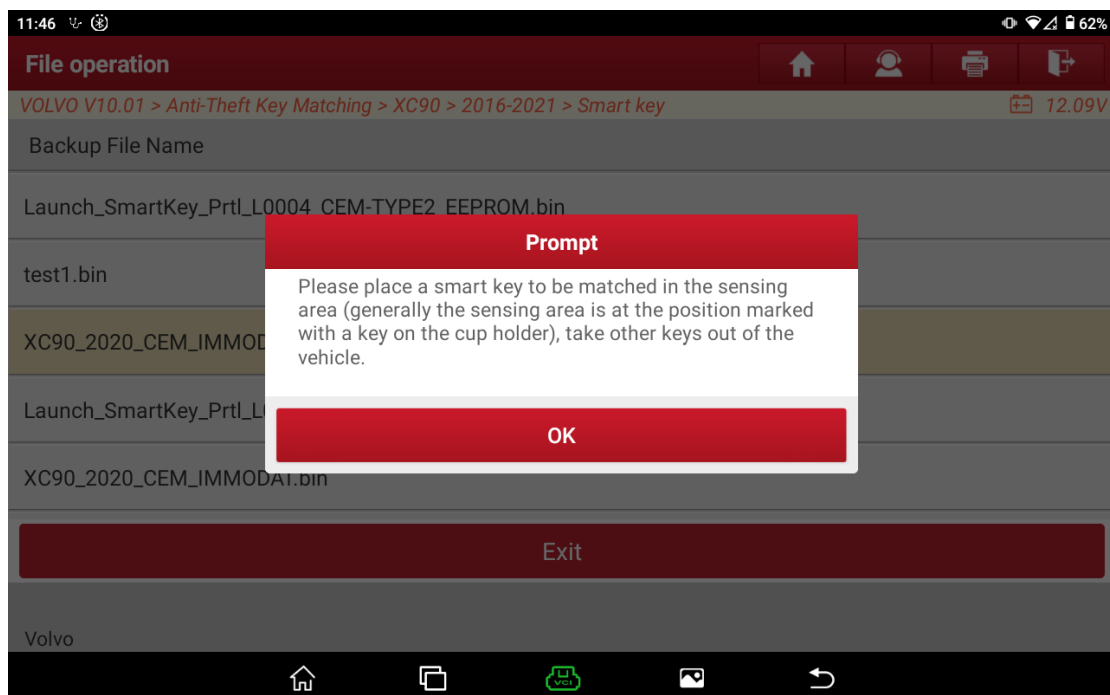 11:46 62%
File operation
VOLVO V10.01 > Anti-Theft Key Matching > XC90 > 2016-2021 > Smart key 12.09V
Backup File Name
Launch_SmartKey_Prtl_L0004_CEM-TYPE2_EEPROM.bin
Prompt
test1.bin
Please place a smart key to be matched in the sensing
area (generally the sensing area is at the position marked
with a key on the cup holder), take other keys out of the
vehicle.
XC90_2020_CEM_IMMOD
Launch_SmartKey_Prtl_L
OK
XC90_2020_CEM_IMMODAT.bin
Exit
Volvo
VCI